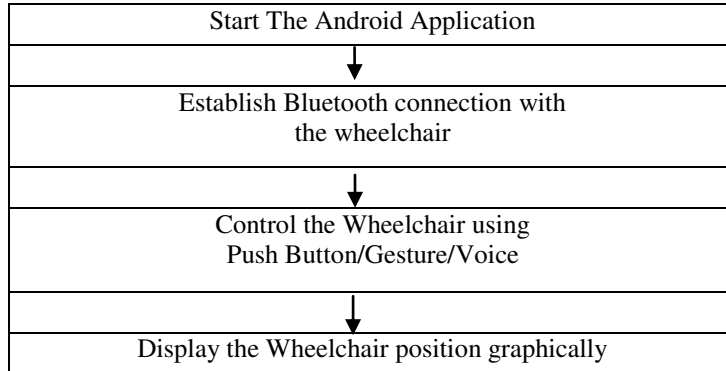 Start The Android Application
Establish Bluetooth connection with
the wheelchair
Control the Wheelchair using
Push Button/Gesture/Voice
Display the Wheelchair position graphically